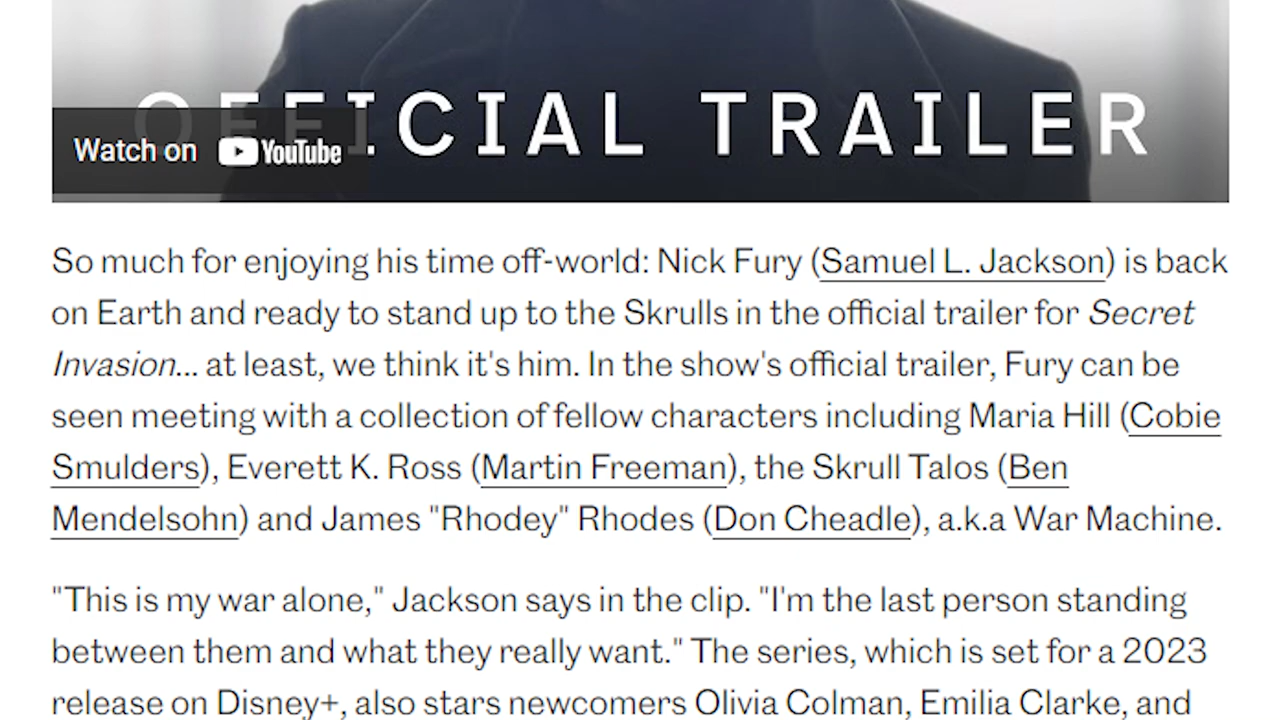 OFFICIAL TRAILER
Watch on YouTube
So much for enjoying his time off-world: Nick Fury (Samuel L. Jackson) is back
on Earth and ready to stand up to the Skrulls in the official trailer for Secret
Invasion... at least, we think it's him. In the show's official trailer, Fury can be
seen meeting with a collection of fellow characters including Maria Hill (Cobie
Smulders), Everett K. Ross (Martin Freeman), the Skrull Talos (Ben
Mendelsohn) and James "Rhodey" Rhodes (Don Cheadle), a.k.a War Machine.
"This is my war alone," Jackson says in the clip. "I'm the last person standing
between them and what they really want." The series, which is set for a 2023
release on Disney+, also stars newcomers Olivia Colman, Emilia Clarke, and